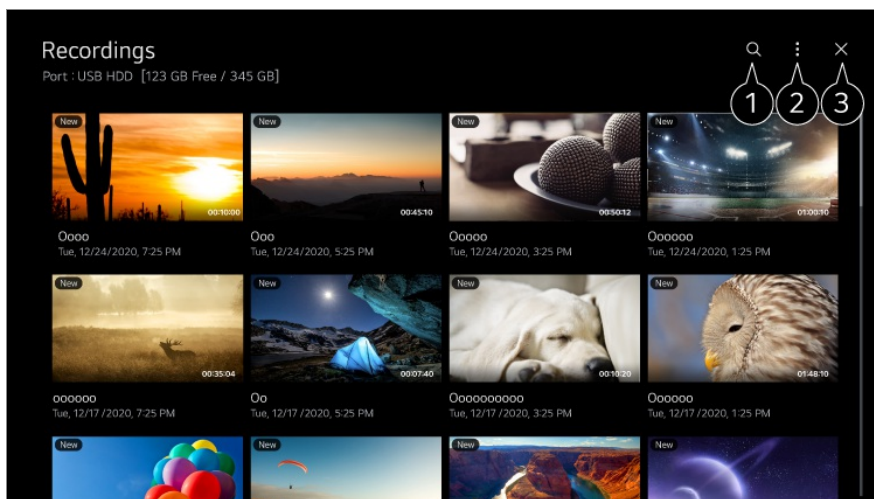 Recordings
Port : USB HDD [123 GB Free / 345 GB]
1 2 3
New New New New
00:10:00 00:45:10 00:50:12 01:00:10
Oooo Ooo Ooooo Oooooo
Tue, 12/24/2020, 7:25 PM Tue, 12/24/2020, 5:25 PM Tue, 12/24/2020, 3:25 PM Tue, 12/24/2020, 1:25 PM
New New New New
00:35:04 00:07:40 00:10:20 01:48:10
oooooo Oo Oooooooooo Oooooo
Tue, 12/17 /2020, 7:25 PM Tue, 12/17 /2020, 5:25 PM Tue, 12/17 /2020, 3:25 PM Tue, 12/17 /2020, 1:25 PM
New New New New